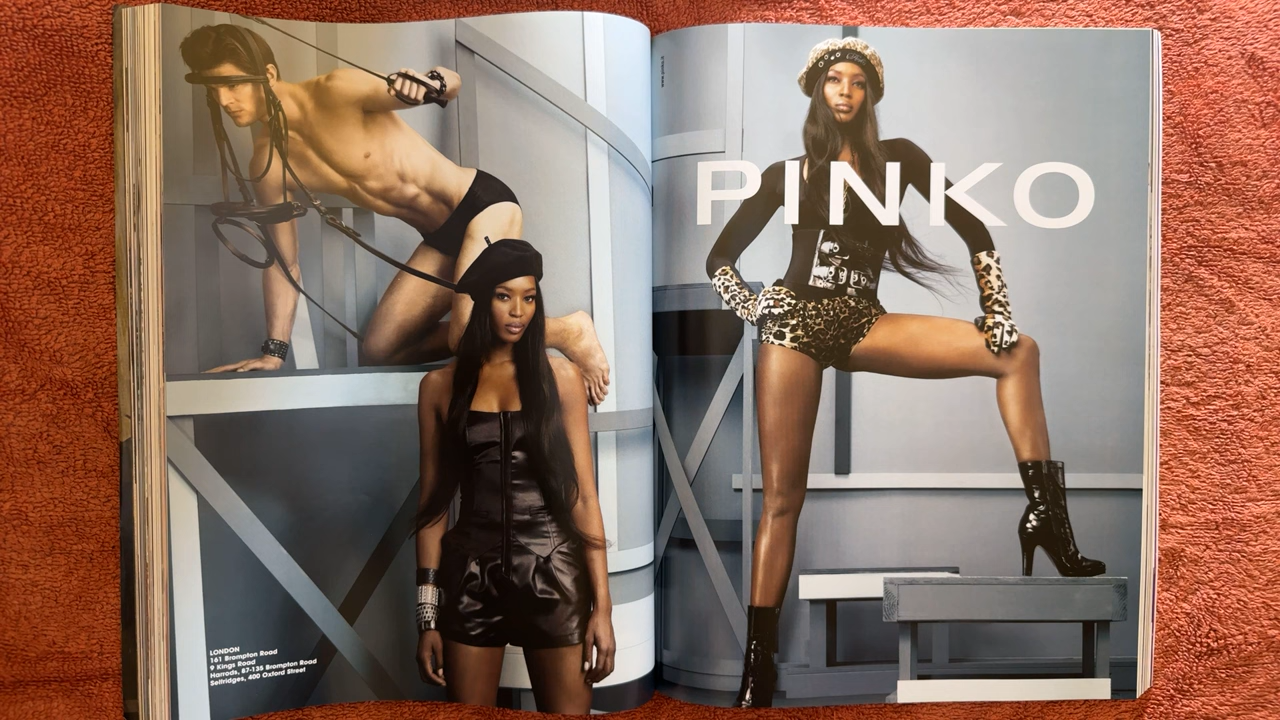 LONDON
161 Brompton Road
9 Kings Road
Harrods, 87-135 Brompton Road
Selfridges, 400 Oxford Street
PINKO